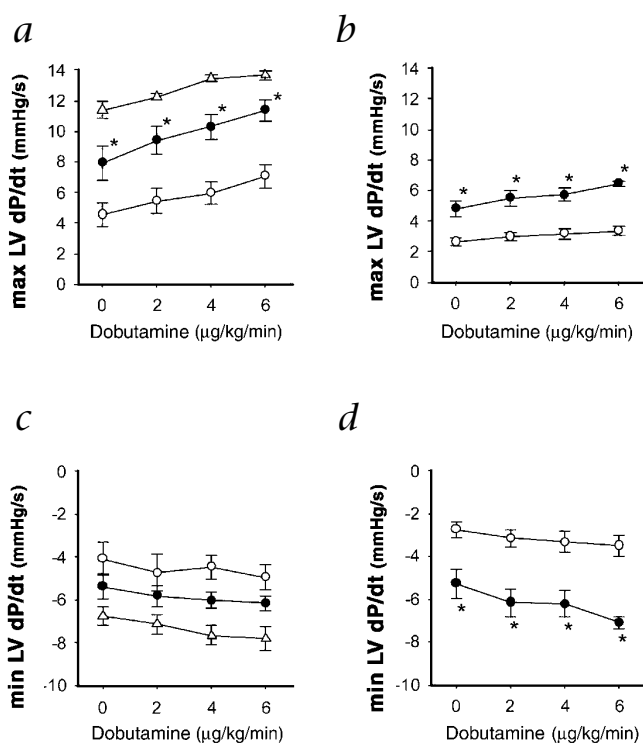 a
max LV dP/dt (mmHg/s)
14
12
10
8
6
4
2
0
* * * *
0 2 4 6
Dobutamine (μg/kg/min)
b
max LV dP/dt (mmHg/s)
14
12
10
8
6
4
2
0
* * * *
0 2 4 6
Dobutamine (μg/kg/min)
c
min LV dP/dt (mmHg/s)
0
-2
-4
-6
-8
-10
0 2 4 6
Dobutamine (μg/kg/min)
d
min LV dP/dt (mmHg/s)
0
-2
-4
-6
-8
-10
* * * *
0 2 4 6
Dobutamine (μg/kg/min)